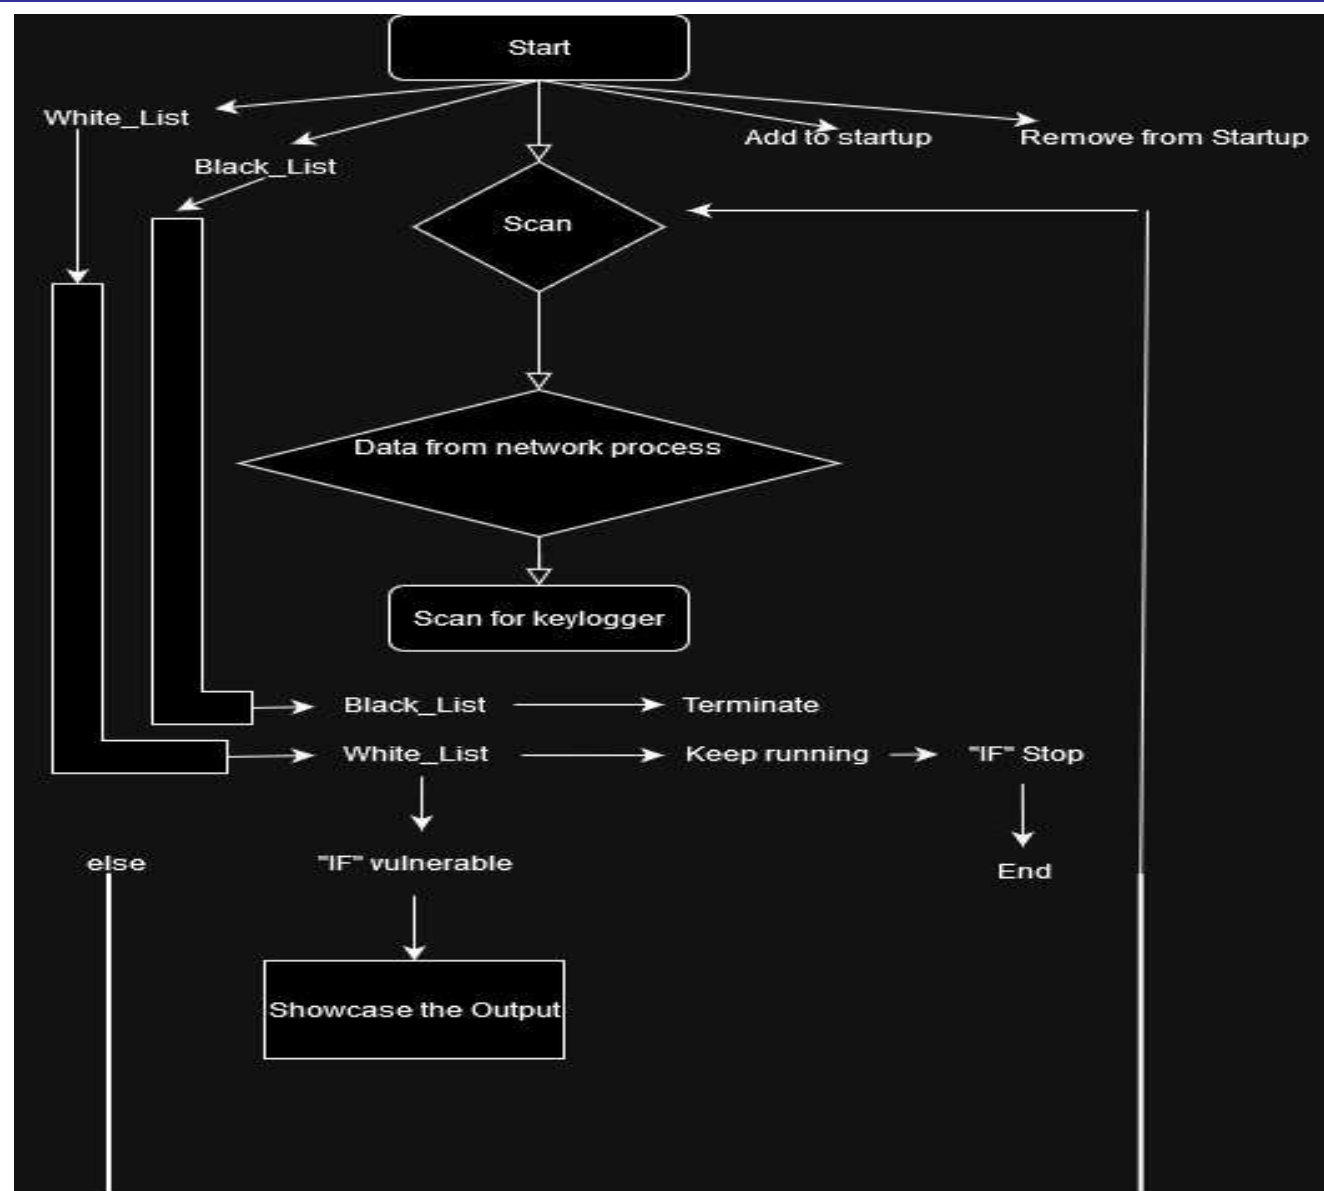 Start
White_List
Add to startup
Remove from Startup
Black_List
Scan
Data from network process
Scan for keylogger
Black_List
Terminate
White_List
Keep running
"IF" Stop
else
"IF" vulnerable
End
Showcase the Output